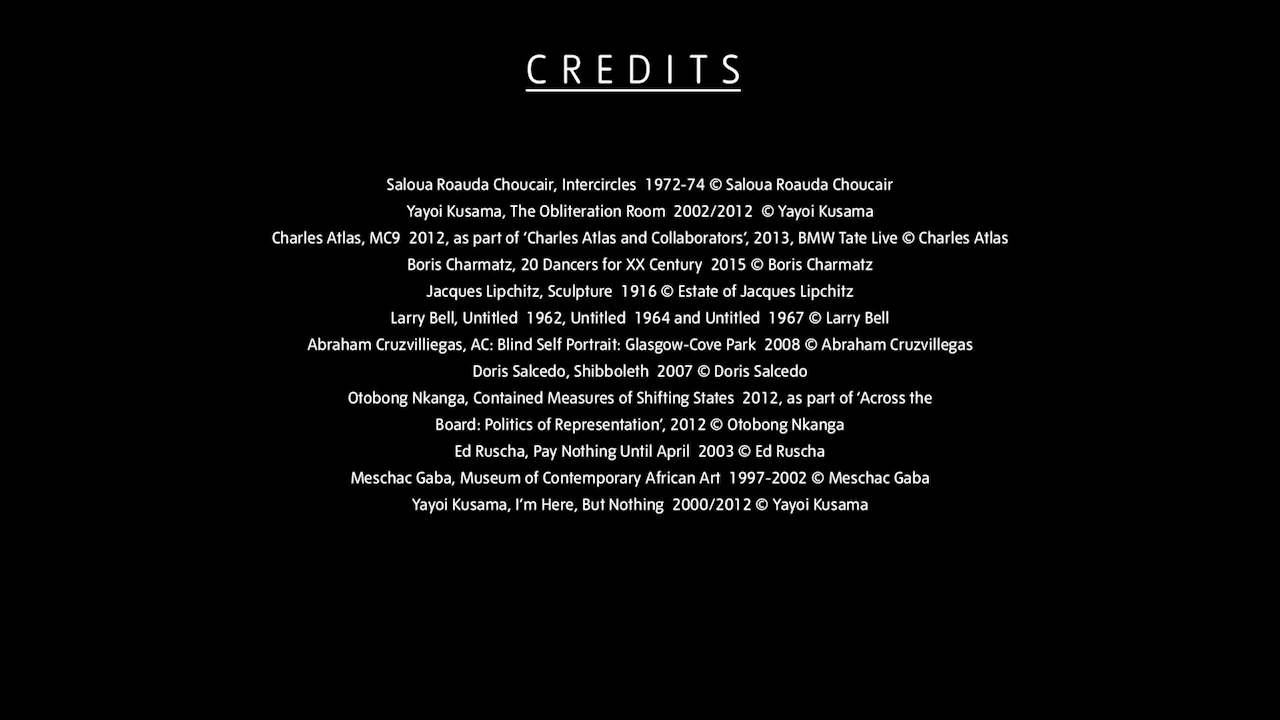 CREDITS
Saloua Roauda Choucair, Intercircles  1972-74 © Saloua Roauda Choucair
Yayoi Kusama, The Obliteration Room  2002/2012  © Yayoi Kusama
Charles Atlas, MC9  2012, as part of ‘Charles Atlas and Collaborators’, 2013, BMW Tate Live © Charles Atlas
Boris Charmatz, 20 Dancers for XX Century  2015 © Boris Charmatz
Jacques Lipchitz, Sculpture  1916 © Estate of Jacques Lipchitz
Larry Bell, Untitled  1962, Untitled  1964 and Untitled  1967 © Larry Bell
Abraham Cruzvilliegas, AC: Blind Self Portrait: Glasgow-Cove Park  2008 © Abraham Cruzvillegas
Doris Salcedo, Shibboleth  2007 © Doris Salcedo
Otobong Nkanga, Contained Measures of Shifting States  2012, as part of ‘Across the
Board: Politics of Representation’, 2012 © Otobong Nkanga
Ed Ruscha, Pay Nothing Until April  2003 © Ed Ruscha
Meschac Gaba, Museum of Contemporary African Art  1997-2002 © Meschac Gaba
Yayoi Kusama, I’m Here, But Nothing  2000/2012 © Yayoi Kusama